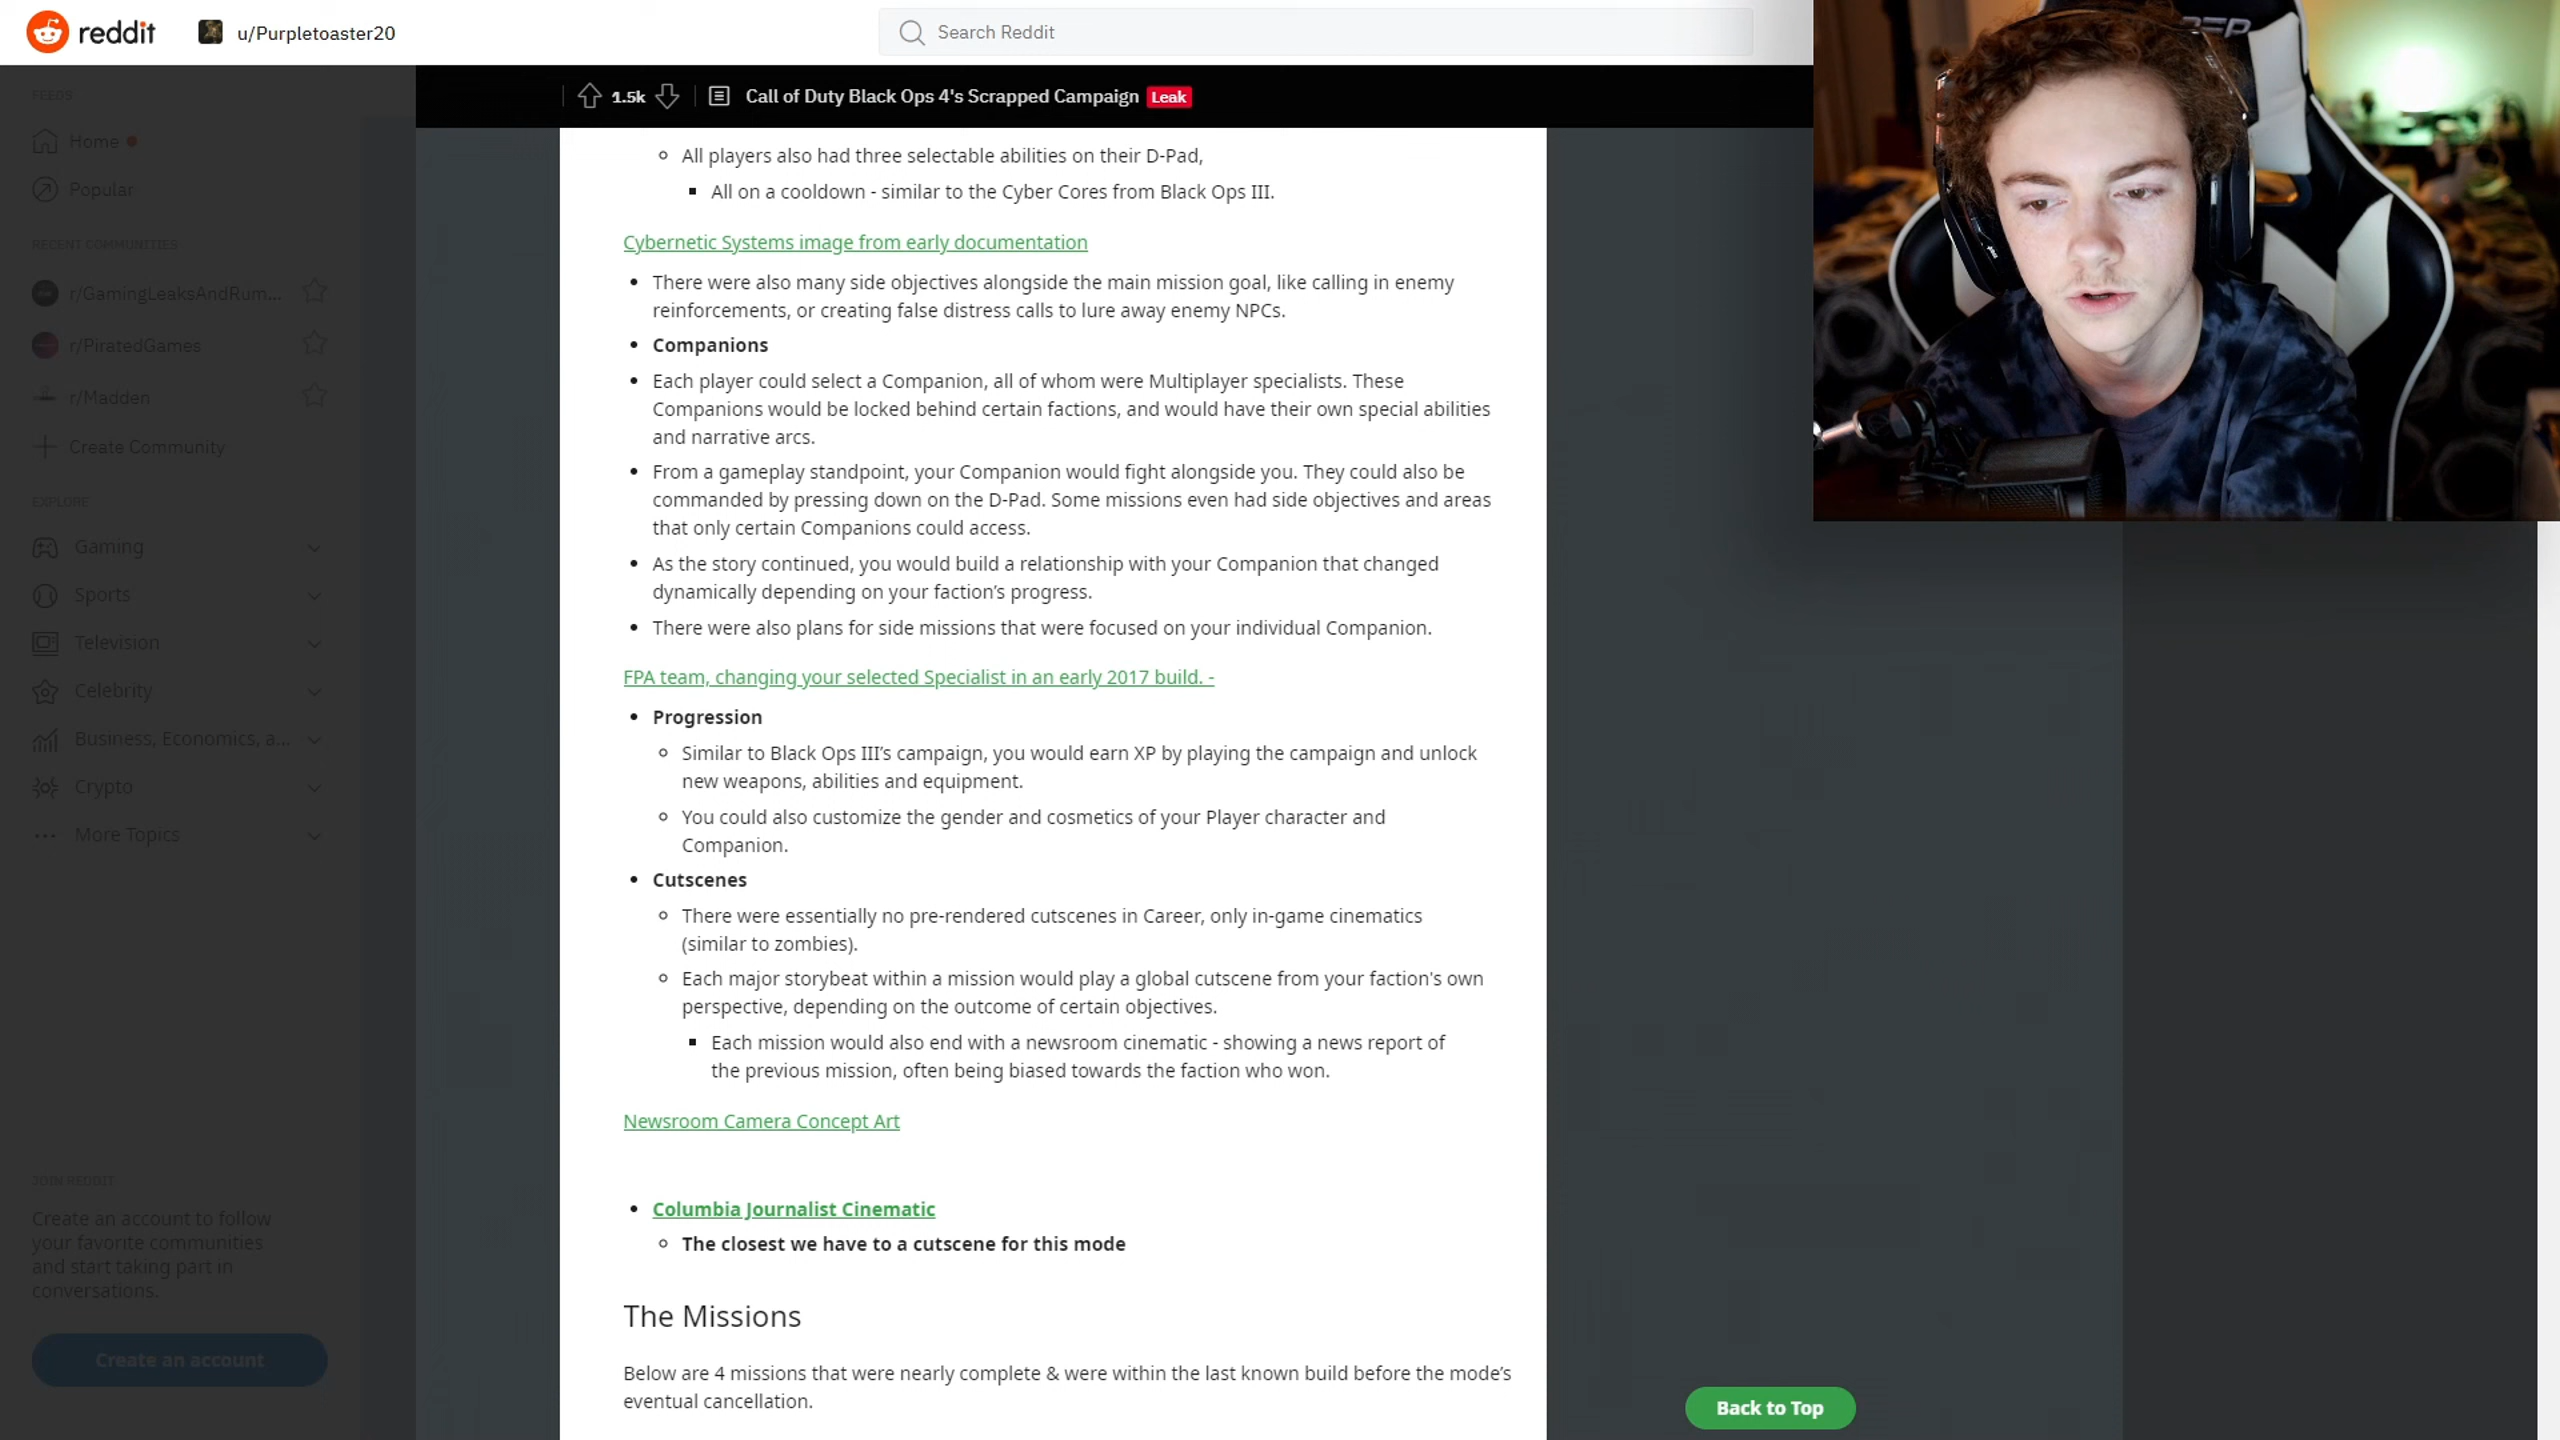 reddit
u/Purpletoaster20
Search Reddit
1.5k
Call of Duty Black Ops 4's Scrapped Campaign Leak
FEEDS
Home
Popular
RECENT COMMUNITIES
r/GamingLeaksAndRum...
r/PiratedGames
r/Madden
Create Community
EXPLORE
Gaming
Sports
Television
Celebrity
Business, Economics, a...
Crypto
More Topics
JOIN REDDIT
Create an account to follow
your favorite communities
and start taking part in
conversations.
Create an account
All players also had three selectable abilities on their D-Pad,
All on a cooldown - similar to the Cyber Cores from Black Ops III.
Cybernetic Systems image from early documentation
There were also many side objectives alongside the main mission goal, like calling in enemy
reinforcements, or creating false distress calls to lure away enemy NPCs.
Companions
Each player could select a Companion, all of whom were Multiplayer specialists. These
Companions would be locked behind certain factions, and would have their own special abilities
and narrative arcs.
From a gameplay standpoint, your Companion would fight alongside you. They could also be
commanded by pressing down on the D-Pad. Some missions even had side objectives and areas
that only certain Companions could access.
As the story continued, you would build a relationship with your Companion that changed
dynamically depending on your faction’s progress.
There were also plans for side missions that were focused on your individual Companion.
FPA team, changing your selected Specialist in an early 2017 build. -
Progression
Similar to Black Ops III’s campaign, you would earn XP by playing the campaign and unlock
new weapons, abilities and equipment.
You could also customize the gender and cosmetics of your Player character and
Companion.
Cutscenes
There were essentially no pre-rendered cutscenes in Career, only in-game cinematics
(similar to zombies).
Each major storybeat within a mission would play a global cutscene from your faction's own
perspective, depending on the outcome of certain objectives.
Each mission would also end with a newsroom cinematic - showing a news report of
the previous mission, often being biased towards the faction who won.
Newsroom Camera Concept Art
Columbia Journalist Cinematic
The closest we have to a cutscene for this mode
The Missions
Below are 4 missions that were nearly complete & were within the last known build before the mode’s
eventual cancellation.
Back to Top